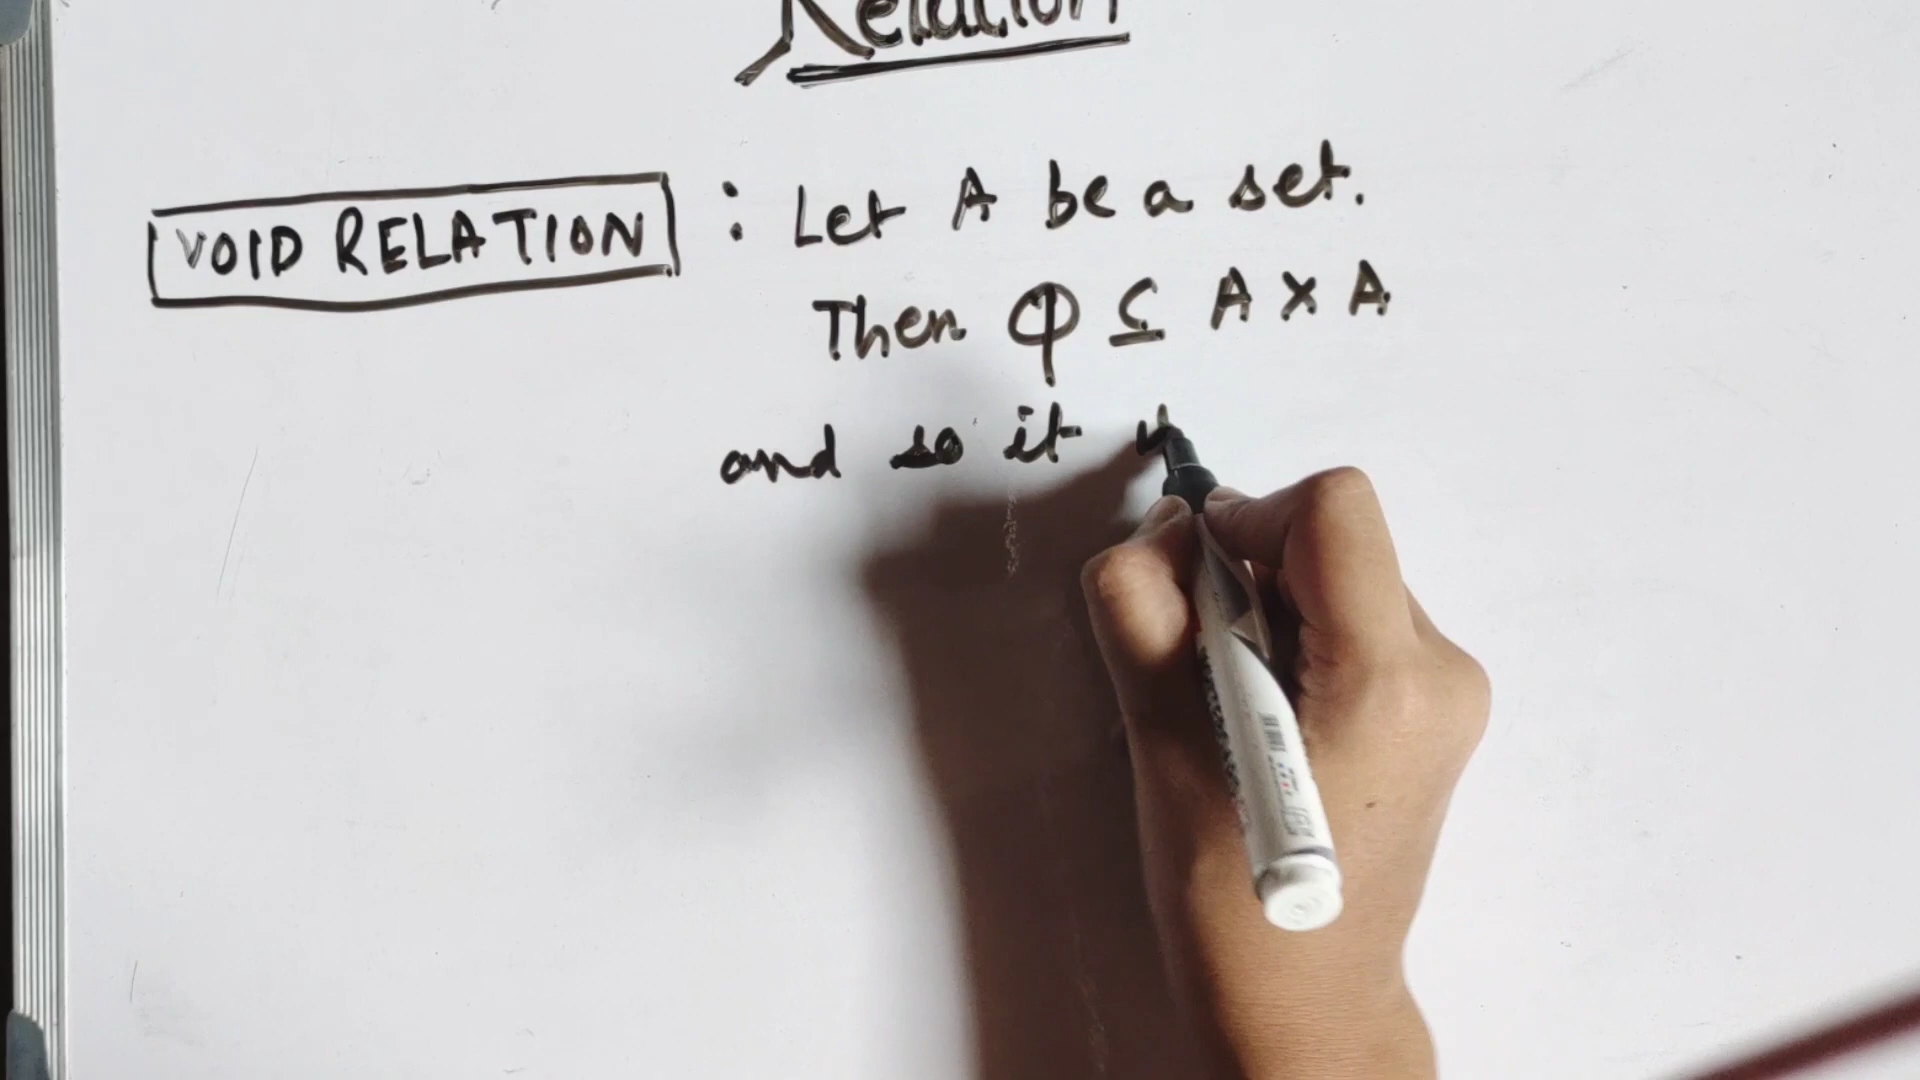 Relation
VOID RELATION : Let A be a set.
Then φ ⊆ A × A
and so it